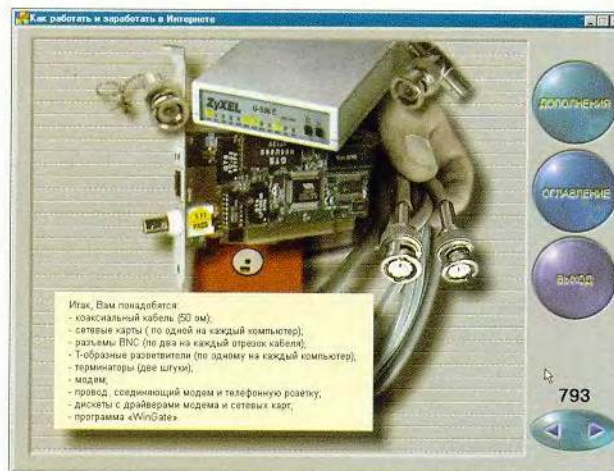 Как работать и заработать в Интернете
ZyXEL
ДОПОЛНЕНИЯ
ОГЛАВЛЕНИЕ
ВЫХОД
Итак, Вам понадобятся:
- коаксиальный кабель (50 ом);
- сетевые карты ( по одной на каждый компьютер);
- разъемы BNC (по два на каждый отрезок кабеля);
- Т-образные разветвители (по одному на каждый компьютер);
- терминаторы (две штуки);
- модем;
- провод, соединяющий модем и телефонную розетку;
- дискеты с драйверами модема и сетевых карт;
- программа «WinGate»
793